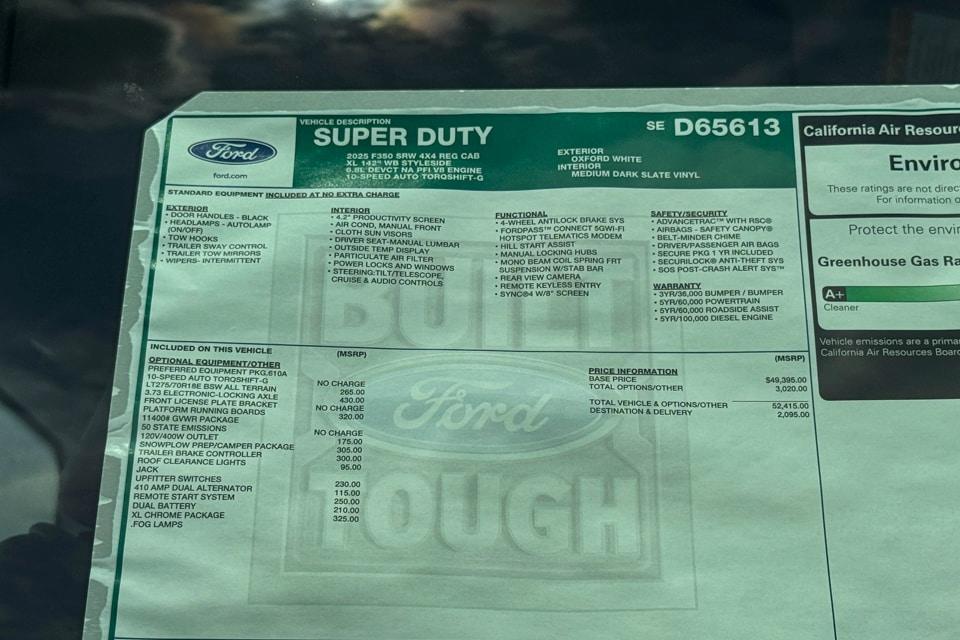 Ford
ford.com
VEHICLE DESCRIPTION
SUPER DUTY
2025 F350 SRW 4X4 REG CAB
XL 142" WB STYLESIDE
6.8L DEVCT NA PFI V8 ENGINE
10-SPEED AUTO TORQSHIFT-G
SE D65613
EXTERIOR
OXFORD WHITE
INTERIOR
MEDIUM DARK SLATE VINYL
STANDARD EQUIPMENT INCLUDED AT NO EXTRA CHARGE
EXTERIOR
• DOOR HANDLES - BLACK
• HEADLAMPS - AUTOLAMP
(ON/OFF)
• TOW HOOKS
• TRAILER SWAY CONTROL
• TRAILER TOW MIRRORS
• WIPERS- INTERMITTENT
INTERIOR
• 4.2" PRODUCTIVITY SCREEN
• AIR COND, MANUAL FRONT
• CLOTH SUN VISORS
• DRIVER SEAT-MANUAL LUMBAR
• OUTSIDE TEMP DISPLAY
• PARTICULATE AIR FILTER
• POWER LOCKS AND WINDOWS
• STEERING:TILT/TELESCOPE,
CRUISE & AUDIO CONTROLS
FUNCTIONAL
• 4-WHEEL ANTILOCK BRAKE SYS
• FORDPASS™ CONNECT 5GWI-FI
HOTSPOT TELEMATICS MODEM
• HILL START ASSIST
• MANUAL LOCKING HUBS
• MONO BEAM COIL SPRING FRT
SUSPENSION W/STAB BAR
• REAR VIEW CAMERA
• REMOTE KEYLESS ENTRY
• SYNC®4 W/8" SCREEN
SAFETY/SECURITY
• ADVANCETRAC™ WITH RSC®
• AIRBAGS - SAFETY CANOPY®
• BELT-MINDER CHIME
• DRIVER/PASSENGER AIR BAGS
• SECURE PKG 1 YR INCLUDED
• SECURILOCK® ANTI-THEFT SYS
• SOS POST-CRASH ALERT SYS™
WARRANTY
• 3YR/36,000 BUMPER / BUMPER
• 5YR/60,000 POWERTRAIN
• 5YR/60,000 ROADSIDE ASSIST
• 5YR/100,000 DIESEL ENGINE
INCLUDED ON THIS VEHICLE (MSRP)
OPTIONAL EQUIPMENT/OTHER
PREFERRED EQUIPMENT PKG.610A
10-SPEED AUTO TORQSHIFT-G NO CHARGE
LT275/70R18E BSW ALL TERRAIN 265.00
3.73 ELECTRONIC-LOCKING AXLE 430.00
FRONT LICENSE PLATE BRACKET NO CHARGE
PLATFORM RUNNING BOARDS 320.00
11400# GVWR PACKAGE
50 STATE EMISSIONS NO CHARGE
120V/400W OUTLET 175.00
SNOWPLOW PREP/CAMPER PACKAGE 305.00
TRAILER BRAKE CONTROLLER 300.00
ROOF CLEARANCE LIGHTS 95.00
JACK
UPFITTER SWITCHES 230.00
410 AMP DUAL ALTERNATOR 115.00
REMOTE START SYSTEM 250.00
DUAL BATTERY 210.00
XL CHROME PACKAGE 325.00
.FOG LAMPS
(MSRP)
PRICE INFORMATION
BASE PRICE $49,395.00
TOTAL OPTIONS/OTHER 3,020.00
TOTAL VEHICLE & OPTIONS/OTHER 52,415.00
DESTINATION & DELIVERY 2,095.00
BUILT
Ford
TOUGH
California Air Resour
Enviro
These ratings are not direct
For information o
Protect the envi
Greenhouse Gas Ra
A+
Cleaner
Vehicle emissions are a prima
California Air Resources Board